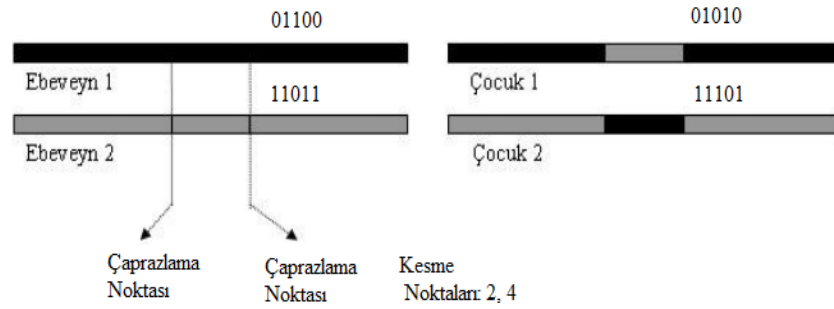 01100
Ebeveyn 1
11011
Ebeveyn 2
01010
Çocuk 1
11101
Çocuk 2
Çaprazlama
Noktası
Çaprazlama
Noktası
Kesme
Noktaları: 2, 4